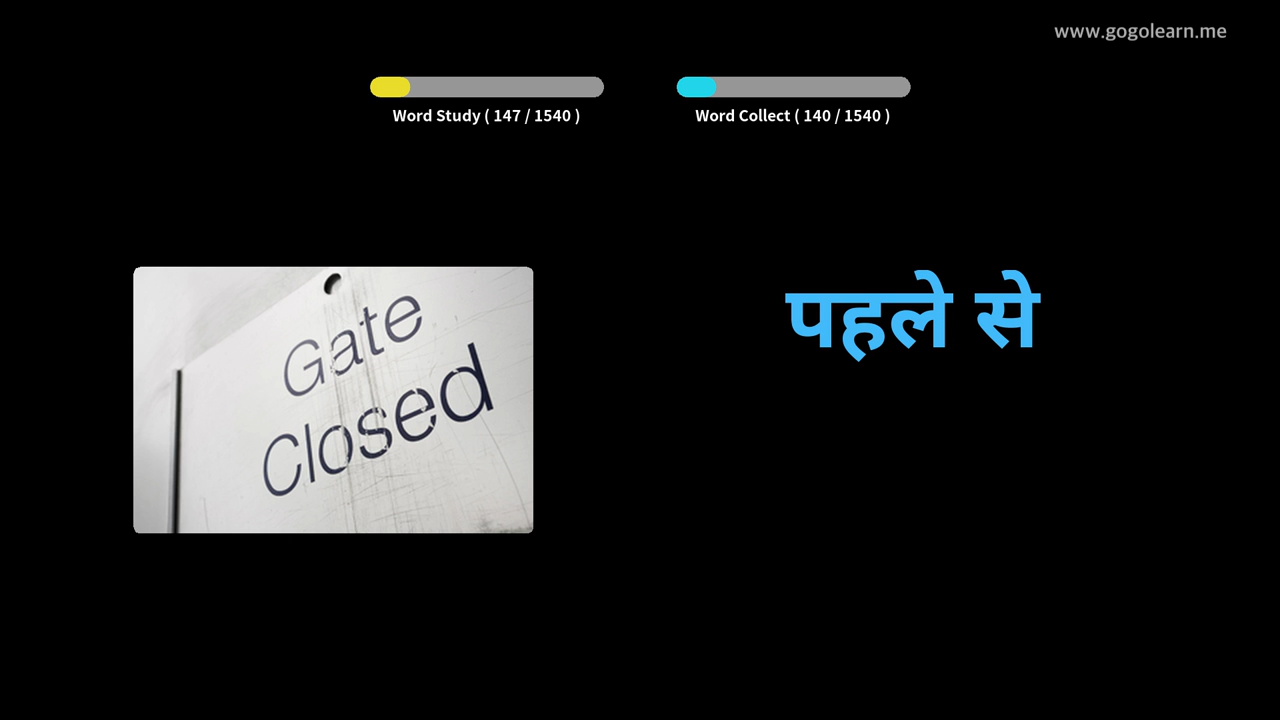 www.gogolearn.me
Word Study ( 147 / 1540 )
Word Collect ( 140 / 1540 )
Gate
Closed
पहले से